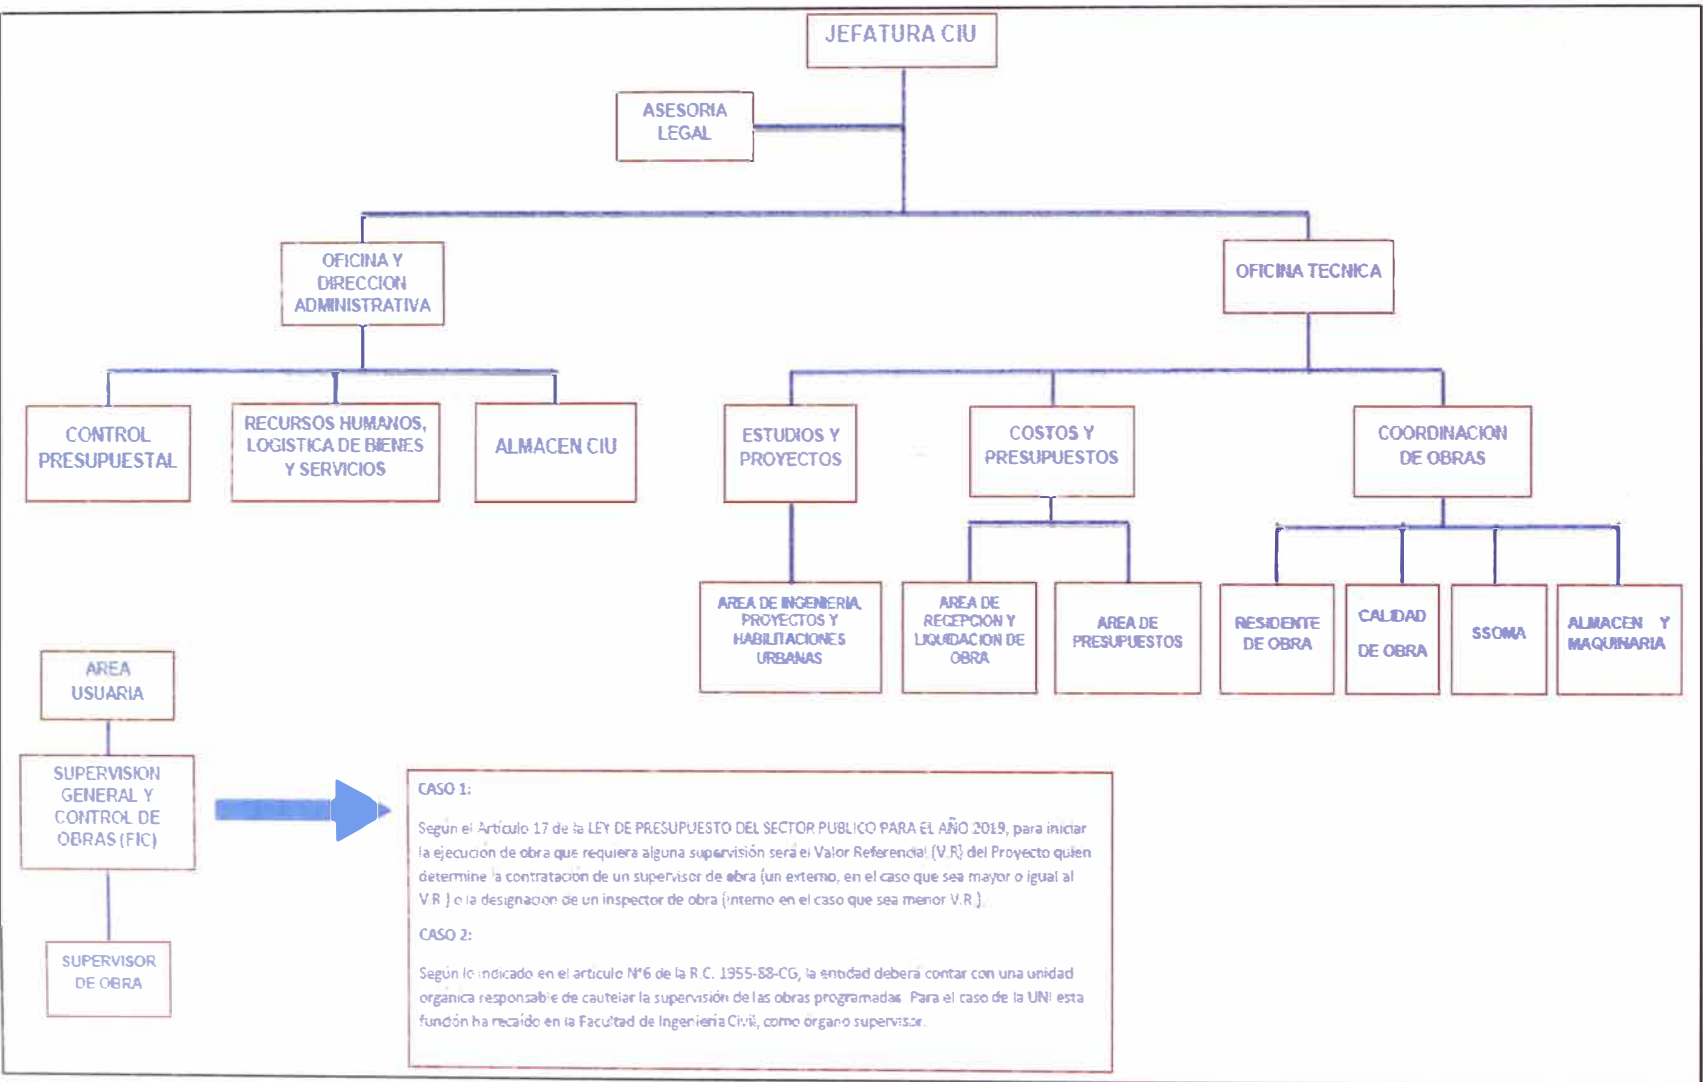 JEFATURA CIU
ASESORIA
LEGAL
OFICINA Y
DIRECCION
ADMINISTRATIVA
OFICINA TECNICA
CONTROL
PRESUPUESTAL
RECURSOS HUMANOS,
LOGISTICA DE BIENES
Y SERVICIOS
ALMACEN CIU
ESTUDIOS Y
PROYECTOS
COSTOS Y
PRESUPUESTOS
COORDINACION
DE OBRAS
AREA DE INGENIERIA,
PROYECTOS Y
HABILITACIONES
URBANAS
AREA DE
RECEPCION Y
LIQUIDACION DE
OBRA
AREA DE
PRESUPUESTOS
RESIDENTE
DE OBRA
CALIDAD
DE OBRA
SSOMA
ALMACEN Y
MAQUINARIA
AREA
USUARIA
SUPERVISION
GENERAL Y
CONTROL DE
OBRAS (FIC)
SUPERVISOR
DE OBRA
CASO 1:
Según el Artículo 17 de la LEY DE PRESUPUESTO DEL SECTOR PUBLICO PARA EL AÑO 2019, para iniciar
la ejecución de obra que requiera alguna supervisión será el Valor Referencial (V.R) del Proyecto quien
determine la contratación de un supervisor de obra (un externo, en el caso que sea mayor o igual al
V.R.) o la designación de un inspector de obra (interno en el caso que sea menor V.R.).
CASO 2:
Según lo indicado en el artículo N°6 de la R.C. 1955-88-CG, la entidad deberá contar con una unidad
orgánica responsable de cautelar la supervisión de las obras programadas. Para el caso de la UNI esta
función ha recaído en la Facultad de Ingeniería Civil, como órgano supervisor.